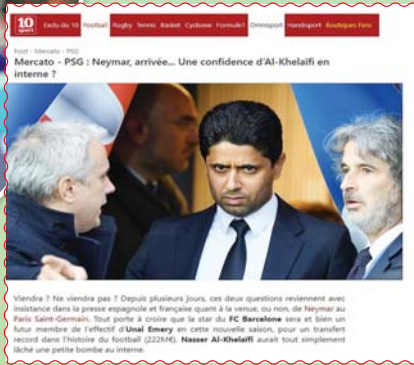 10
sport
Exclu du 10 Football Rugby Tennis Basket Cyclisme Formule1 Omnisport Handisport Boutiques Fans
Foot - Mercato - PSG
Mercato - PSG : Neymar, arrivée... Une confidence d'Al-Khelaïfi en
interne ?
Viendra ? Ne viendra pas ? Depuis plusieurs jours, ces deux questions reviennent avec
insistance dans la presse espagnole et française quant à la venue, ou non, de Neymar au
Paris Saint-Germain. Tout porte à croire que la star du FC Barcelone sera et bien un
futur membre de l'effectif d'Unai Emery en cette nouvelle saison, pour un transfert
record dans l'histoire du football (222M€). Nasser Al-Khelaïfi aurait tout simplement
lâché une petite bombe au interne.